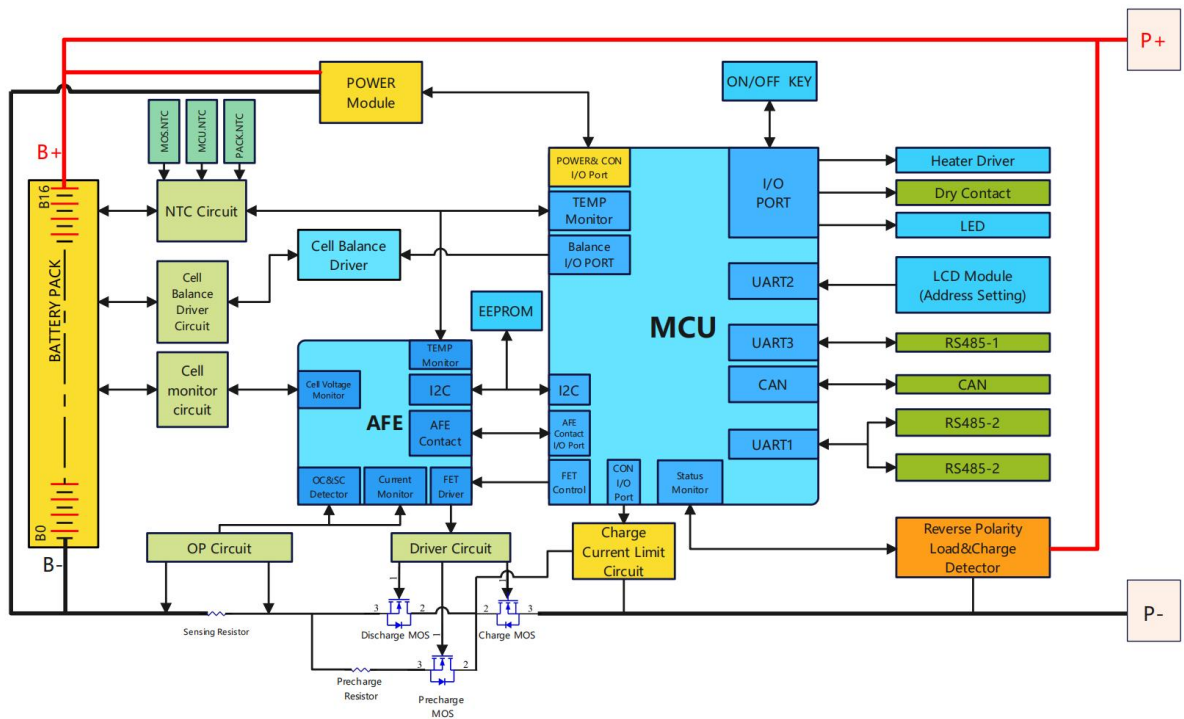 P+
POWER
Module
ON/OFF KEY
MOS.NTC
MCU.NTC
PACK.NTC
B+
B16
BATTERY PACK
B0
B-
NTC Circuit
Cell
Balance
Driver
Circuit
Cell
monitor
circuit
Cell Balance
Driver
EEPROM
POWER& CON
I/O Port
TEMP
Monitor
Balance
I/O PORT
I/O
PORT
MCU
UART2
UART3
CAN
UART1
I2C
AFE
Contact
I/O Port
FET
Control
CON
I/O
Port
Status
Monitor
Heater Driver
Dry Contact
LED
LCD Module
(Address Setting)
RS485-1
CAN
RS485-2
RS485-2
TEMP
Monitor
Cell Voltage
Monitor
I2C
AFE
AFE
Contact
OC&SC
Detector
Current
Monitor
FET
Driver
OP Circuit
Driver Circuit
Charge
Current Limit
Circuit
Reverse Polarity
Load&Charge
Detector
P-
Sensing Resistor
1
3
2
Discharge MOS
1
2
3
Charge MOS
Precharge
Resistor
1
3
2
Precharge
MOS